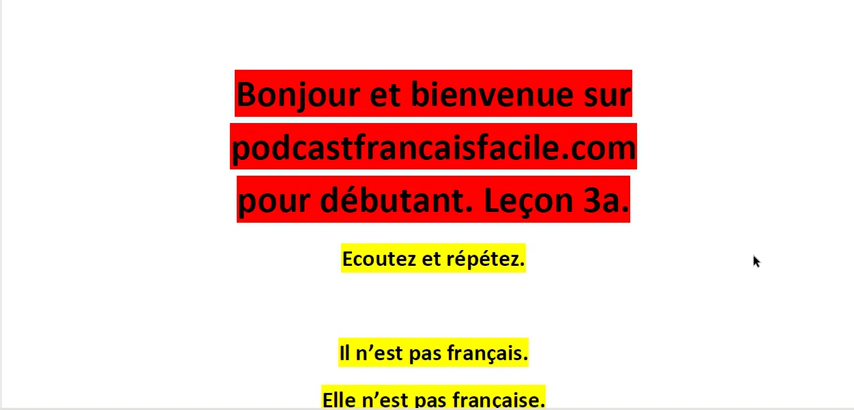 Bonjour et bienvenue sur
podcastfrancaisfacile.com
pour débutant. Leçon 3a.
Ecoutez et répétez.
Il n’est pas français.
Elle n’est pas française.